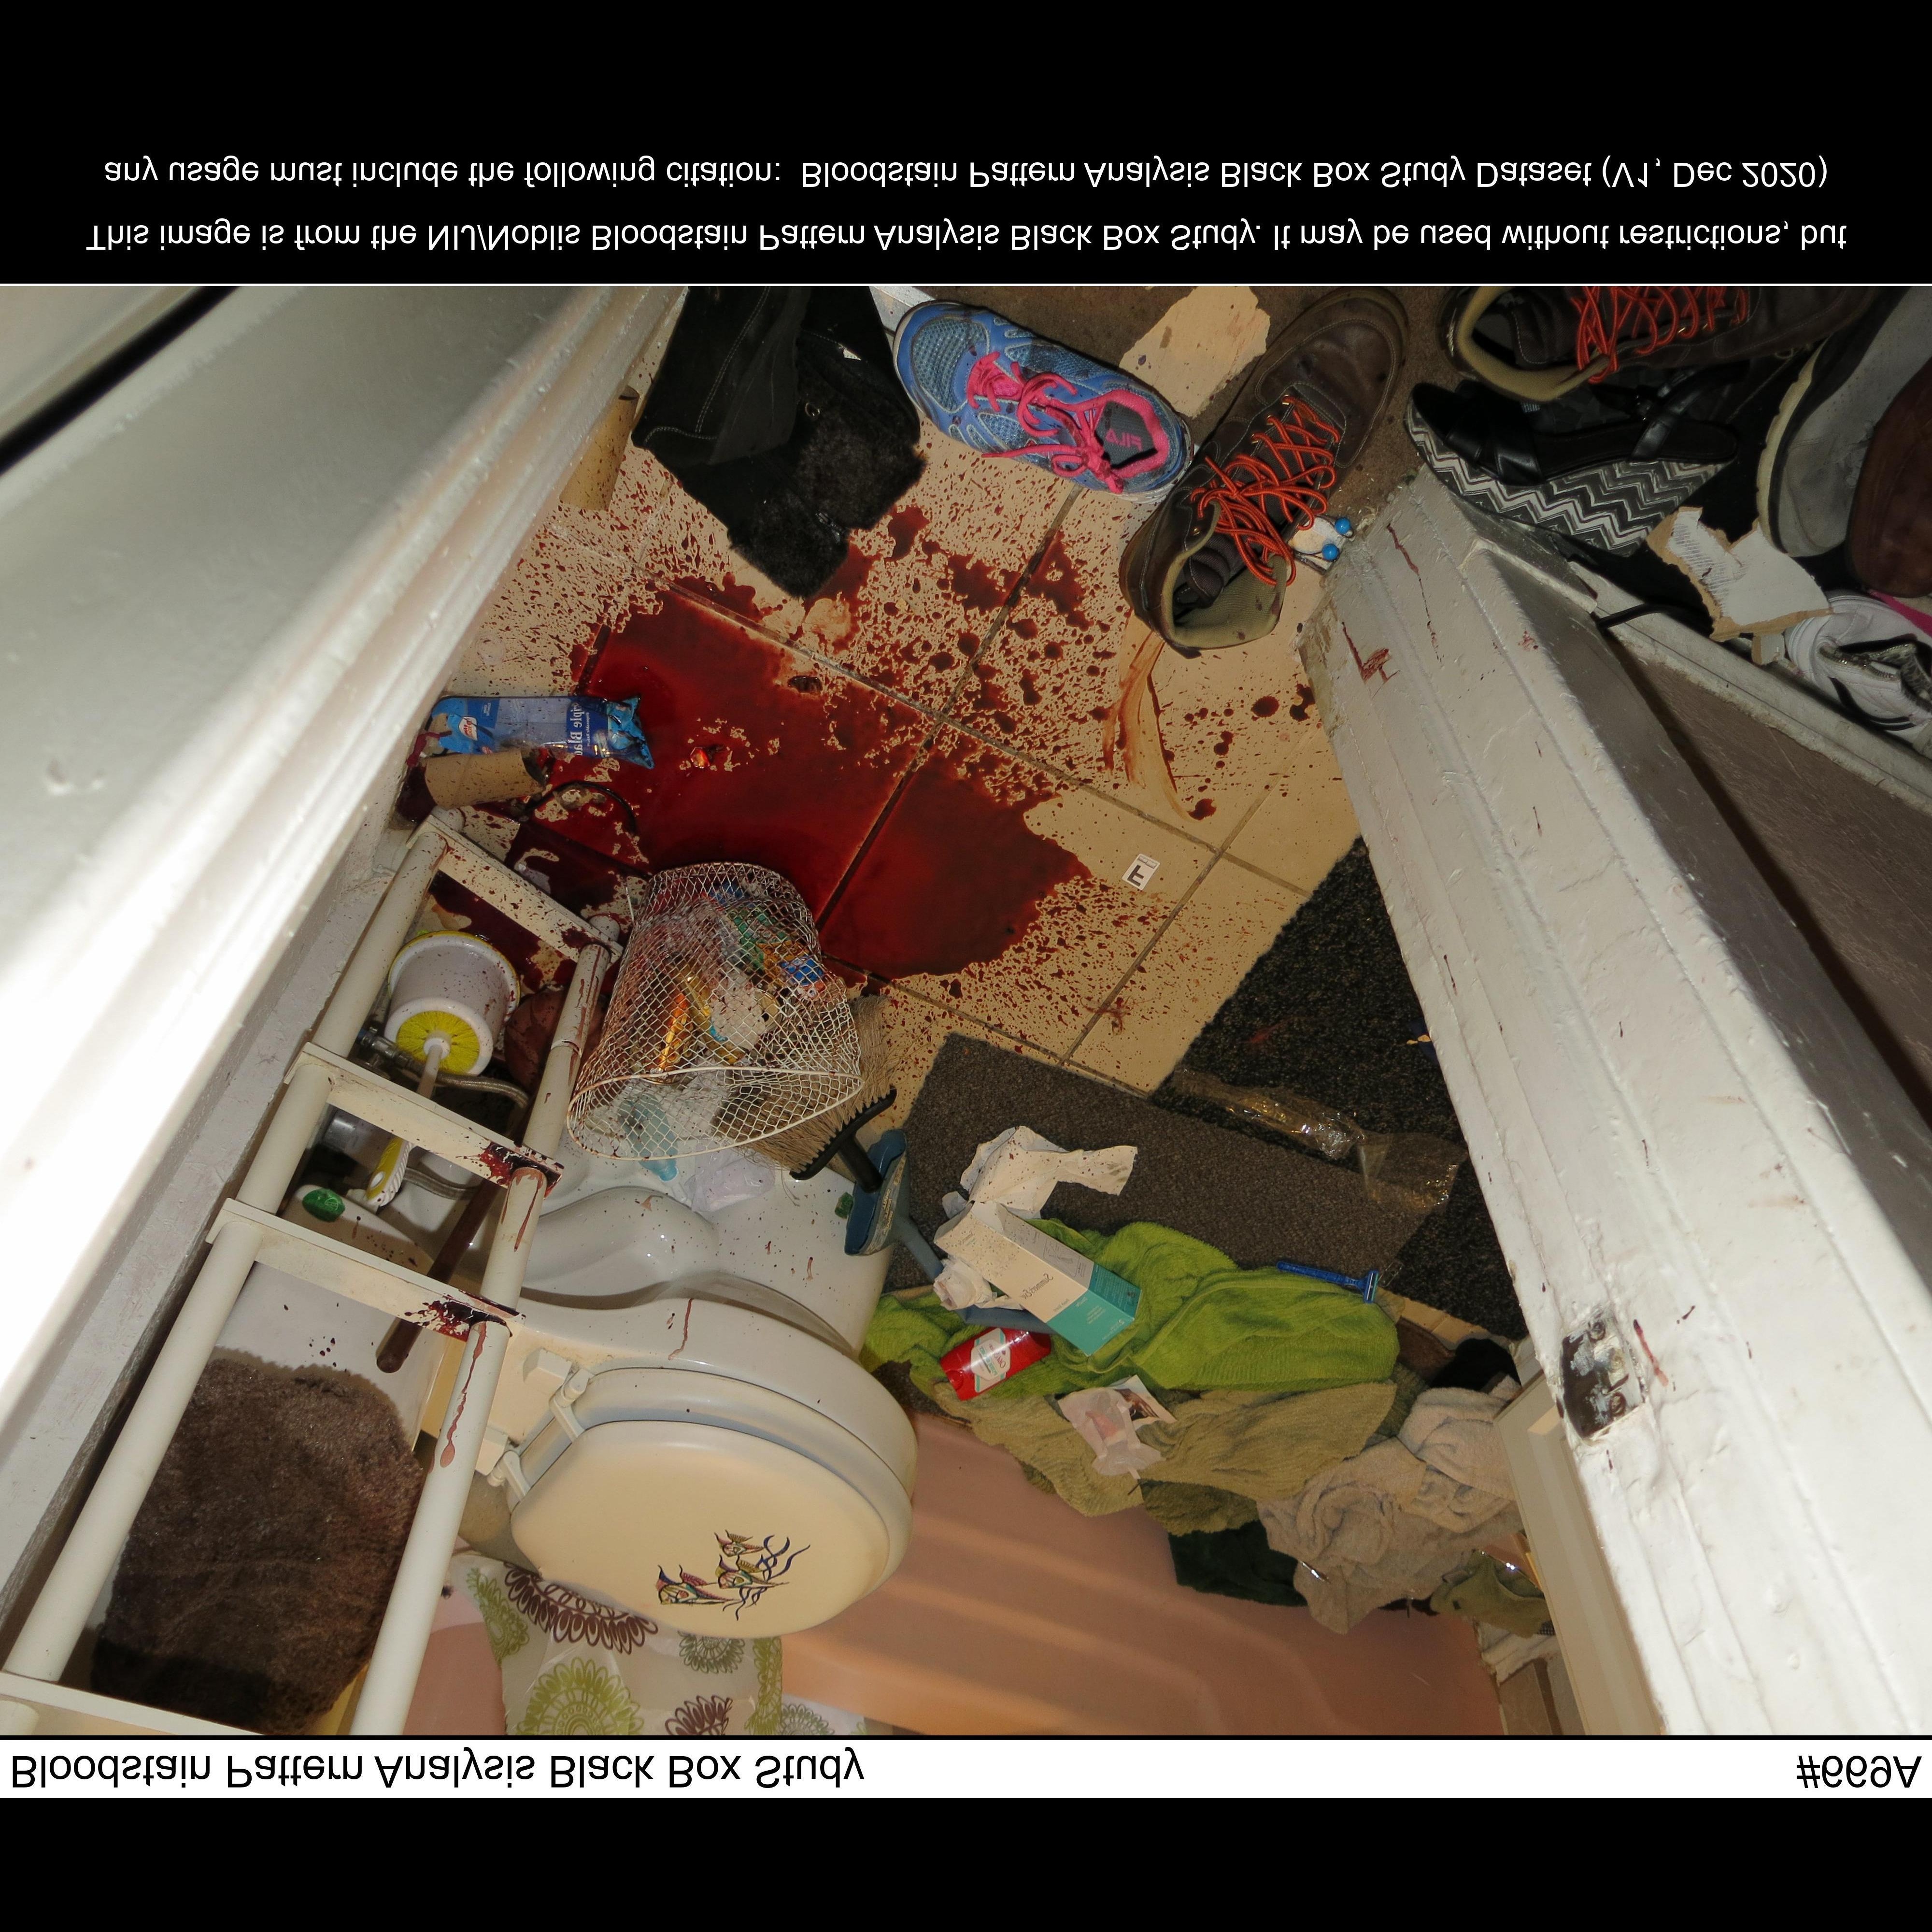 Bloodstain Pattern Analysis Black Box Study #669A
F
This image is from the NIJ/Noblis Bloodstain Pattern Analysis Black Box Study. It may be used without restrictions, but
any usage must include the following citation: Bloodstain Pattern Analysis Black Box Study Dataset (V1, Dec 2020)